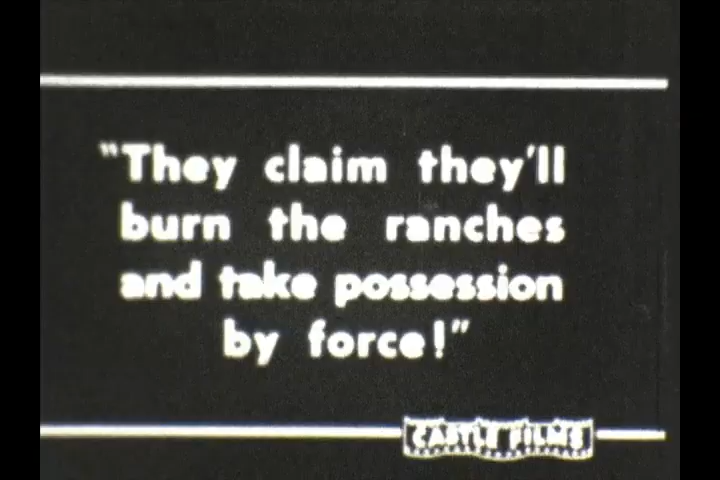 "They claim they'll
burn the ranches
and take possession
by force!"
CASTLE FILMS